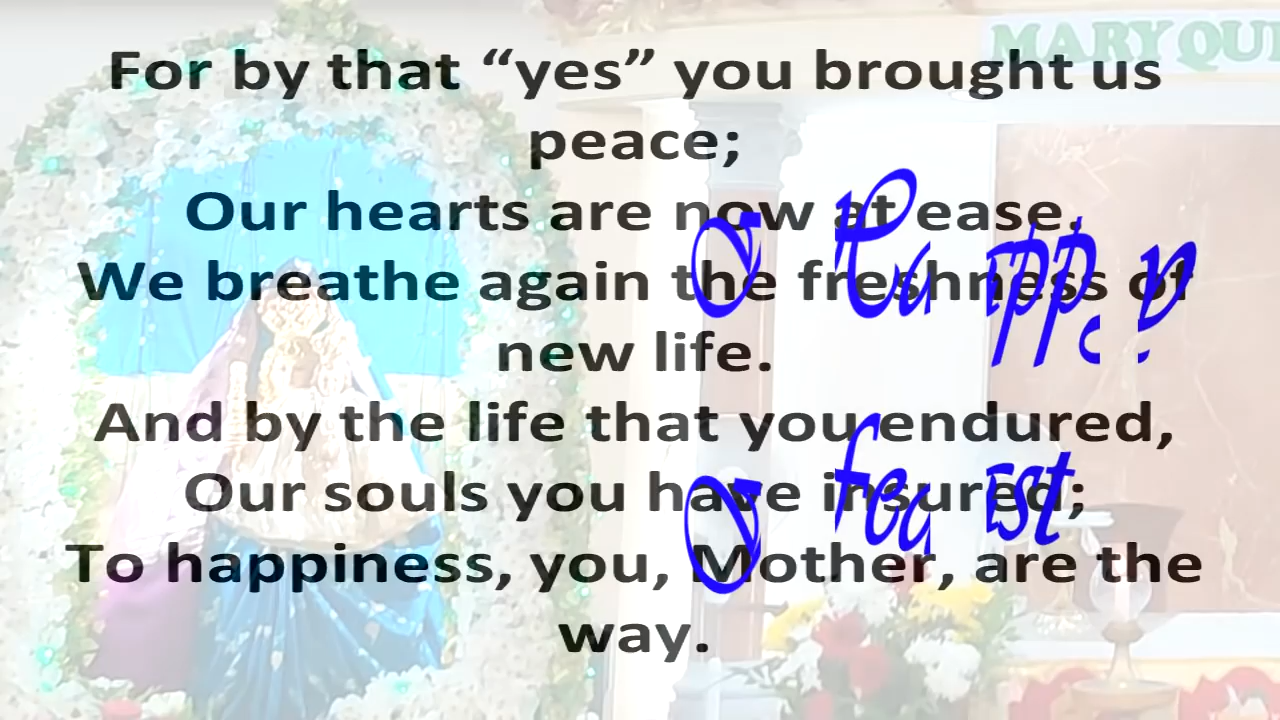 MARY QU
For by that “yes” you brought us
peace;
Our hearts are now at ease.
We breathe again the freshness of
new life.
And by the life that you endured,
Our souls you have insured;
To happiness, you, Mother, are the
way.